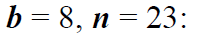 b = 8, n = 23: